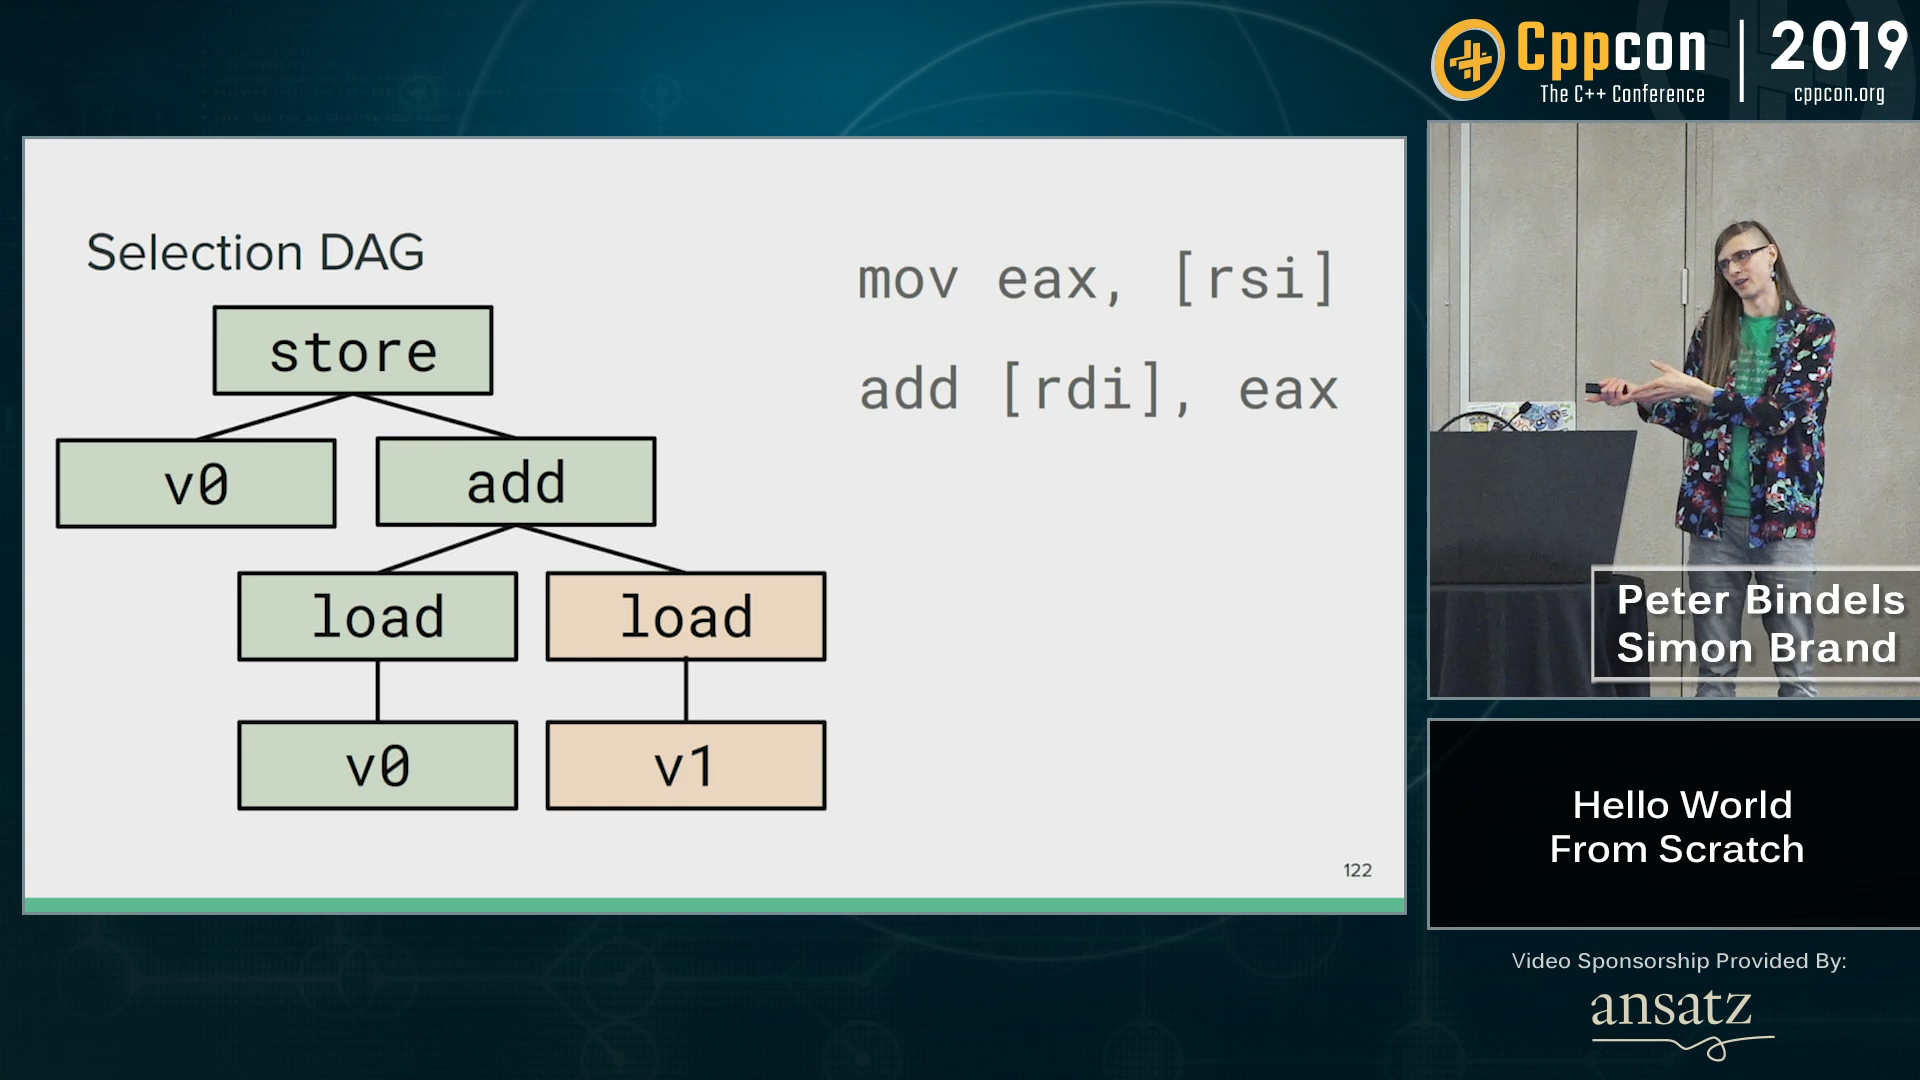 Cppcon
The C++ Conference
2019
cppcon.org
Selection DAG
mov eax, [rsi]
add [rdi], eax
store
v0
add
load
load
v0
v1
122
Peter Bindels
Simon Brand
Hello World
From Scratch
Video Sponsorship Provided By:
ansatz